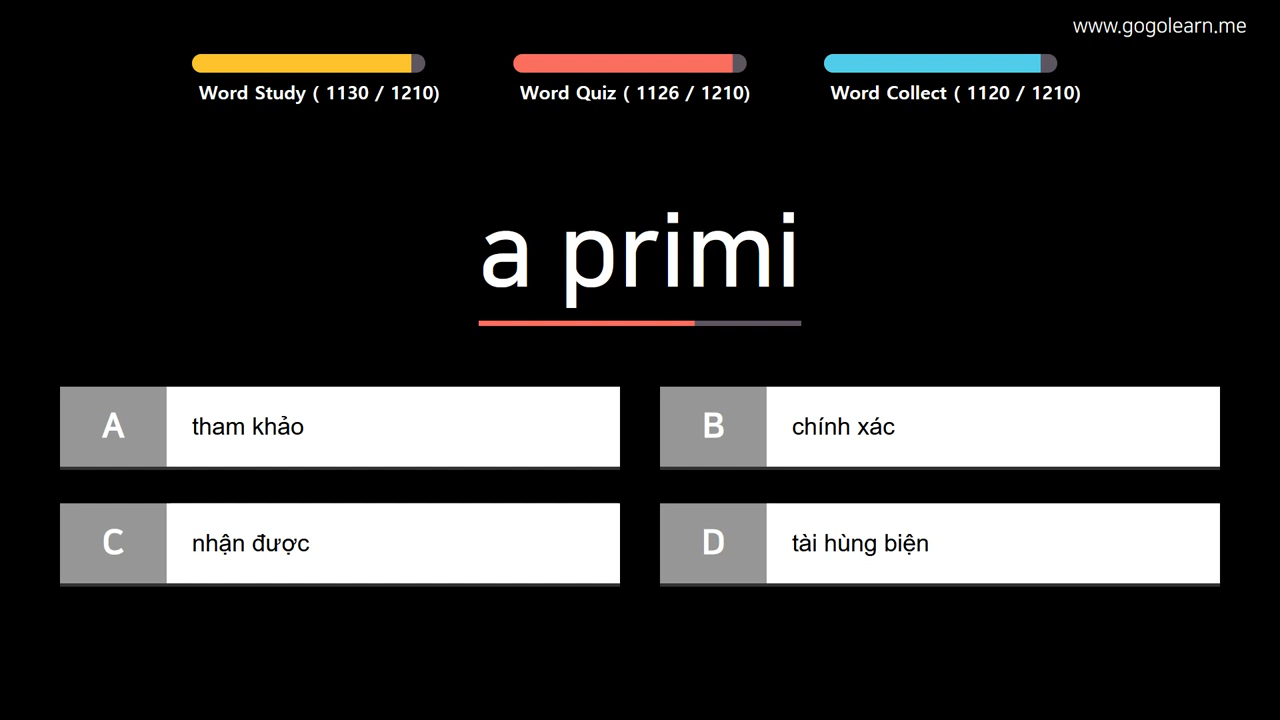 www.gogolearn.me
Word Study ( 1130 / 1210)
Word Quiz ( 1126 / 1210)
Word Collect ( 1120 / 1210)
a primi
A tham khảo
B chính xác
C nhận được
D tài hùng biện